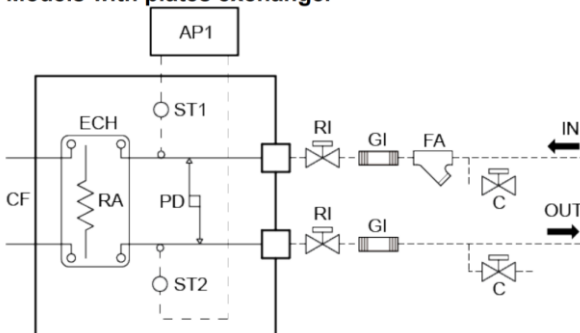 Models with plates exchanger
AP1
ST1
ECH
RI
GI
FA
IN
CF
RA
PD
C
OUT
RI
GI
ST2
C